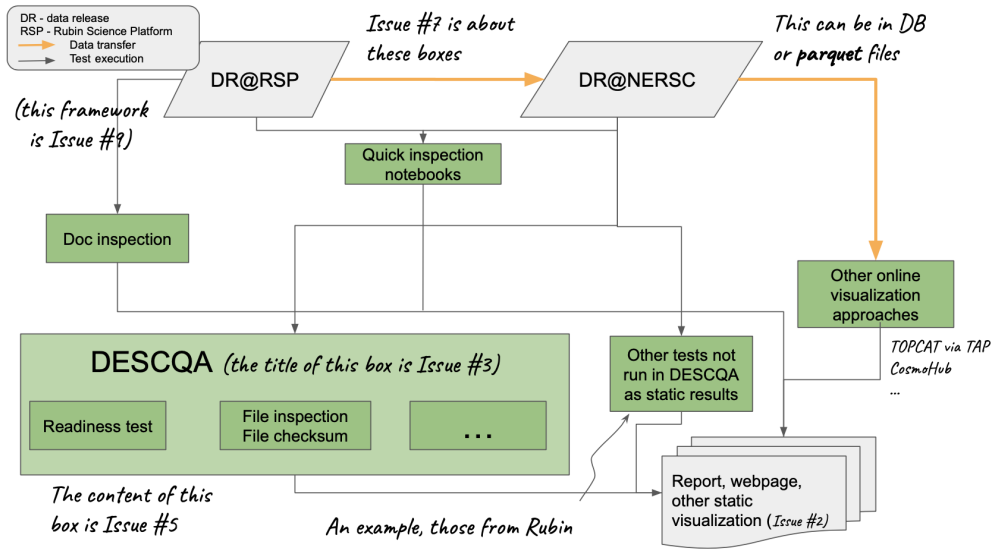 DR - data release
RSP - Rubin Science Platform
Data transfer
Test execution
Issue #7 is about
these boxes
This can be in DB
or parquet files
DR@RSP
DR@NERSC
(this framework
is Issue #9)
Quick inspection
notebooks
Doc inspection
Other online
visualization
approaches
TOPCAT via TAP
CosmoHub
...
DESCQA (the title of this box is Issue #3)
Readiness test
File inspection
File checksum
...
Other tests not
run in DESCQA
as static results
The content of this
box is Issue #5
An example, those from Rubin
Report, webpage,
other static
visualization (Issue #2)